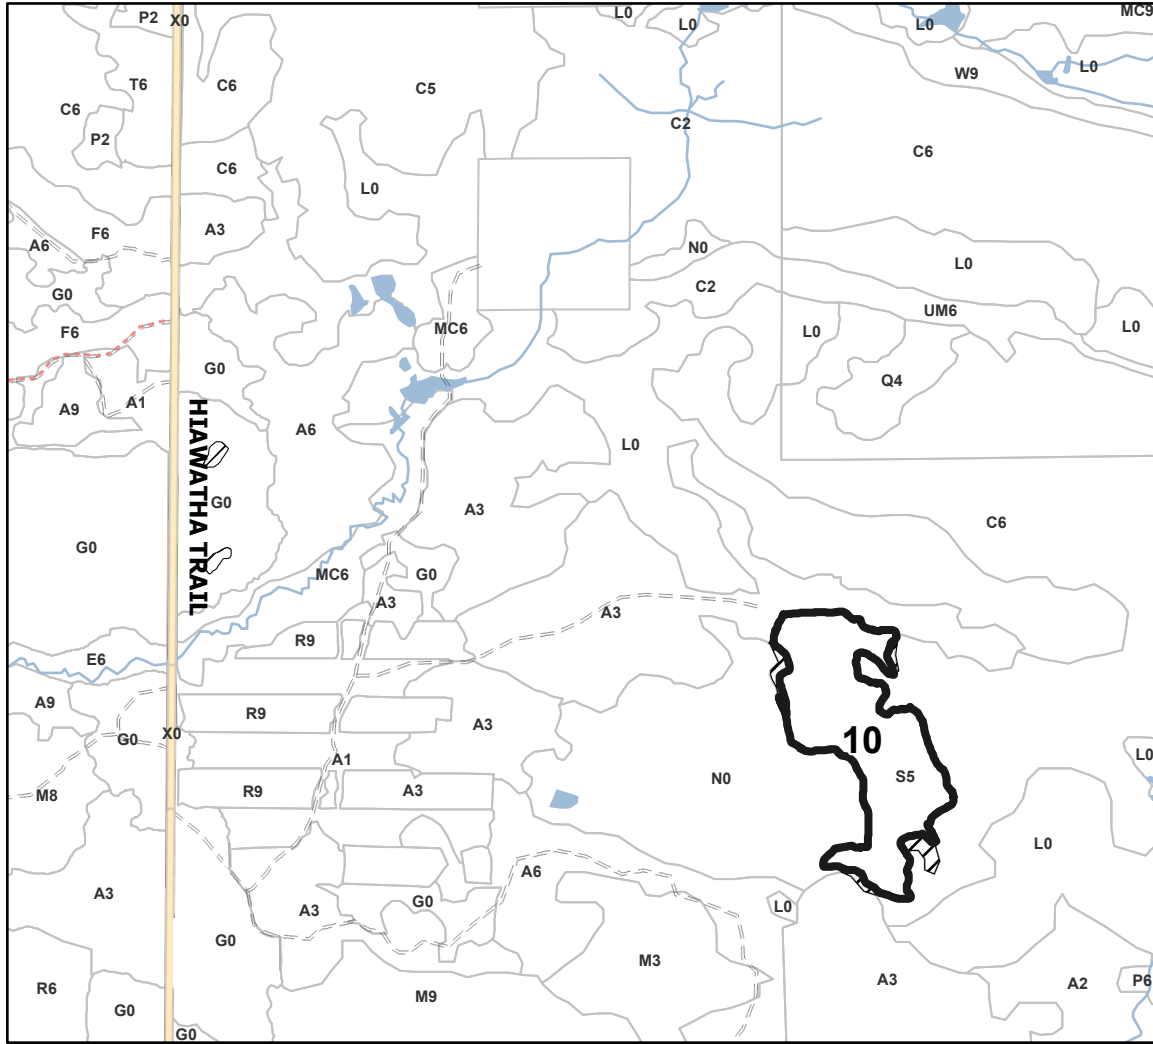 P2
X0
L0
L0
L0
MC9
T6
C6
C5
W9
L0
C6
P2
C2
C6
C6
L0
F6
A3
A6
N0
L0
G0
C2
UM6
F6
MC6
L0
L0
G0
Q4
A9
A1
HIAWATHA TRAIL
A6
L0
G0
A3
C6
G0
MC6
G0
A3
A3
R9
E6
A9
R9
A3
X0
G0
10
L0
A1
N0
S5
M8
R9
A3
L0
A6
A3
A3
G0
L0
G0
M3
A3
A2
P6
R6
M9
G0
G0